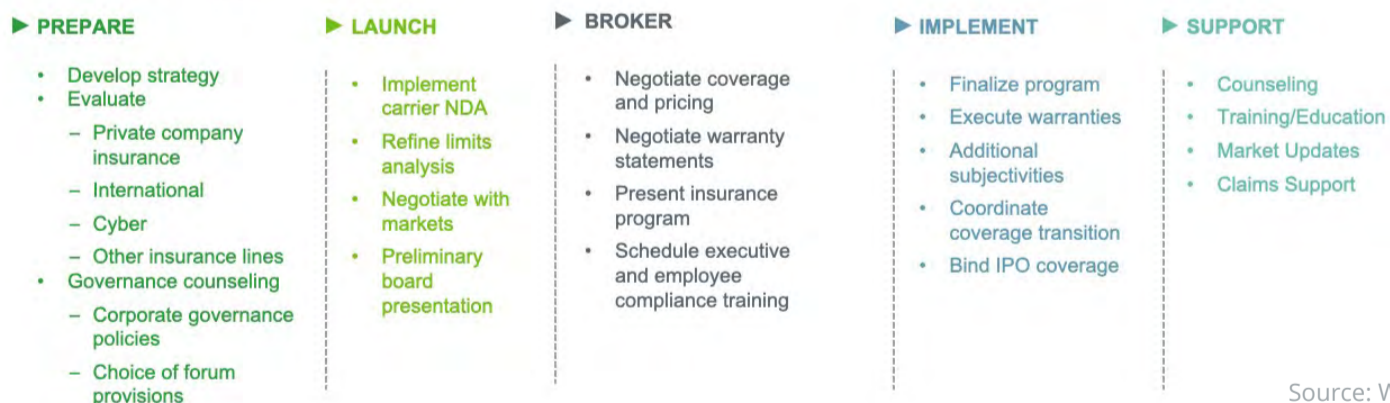 ► PREPARE
• Develop strategy
• Evaluate
– Private company
insurance
– International
– Cyber
– Other insurance lines
• Governance counseling
– Corporate governance
policies
– Choice of forum
provisions
► LAUNCH
• Implement
carrier NDA
• Refine limits
analysis
• Negotiate with
markets
• Preliminary
board
presentation
► BROKER
• Negotiate coverage
and pricing
• Negotiate warranty
statements
• Present insurance
program
• Schedule executive
and employee
compliance training
► IMPLEMENT
• Finalize program
• Execute warranties
• Additional
subjectivities
• Coordinate
coverage transition
• Bind IPO coverage
► SUPPORT
• Counseling
• Training/Education
• Market Updates
• Claims Support
Source: